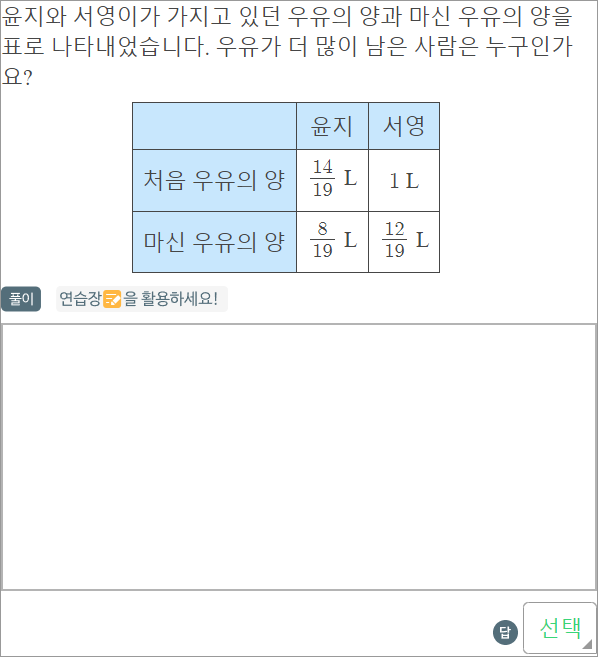 윤지와 서영이가 가지고 있던 우유의 양과 마신 우유의 양을
표로 나타내었습니다. 우유가 더 많이 남은 사람은 누구인가
요?
윤지 서영
처음 우유의 양 14/19 L 1 L
마신 우유의 양 8/19 L 12/19 L
풀이 연습장을 활용하세요!
답 선택